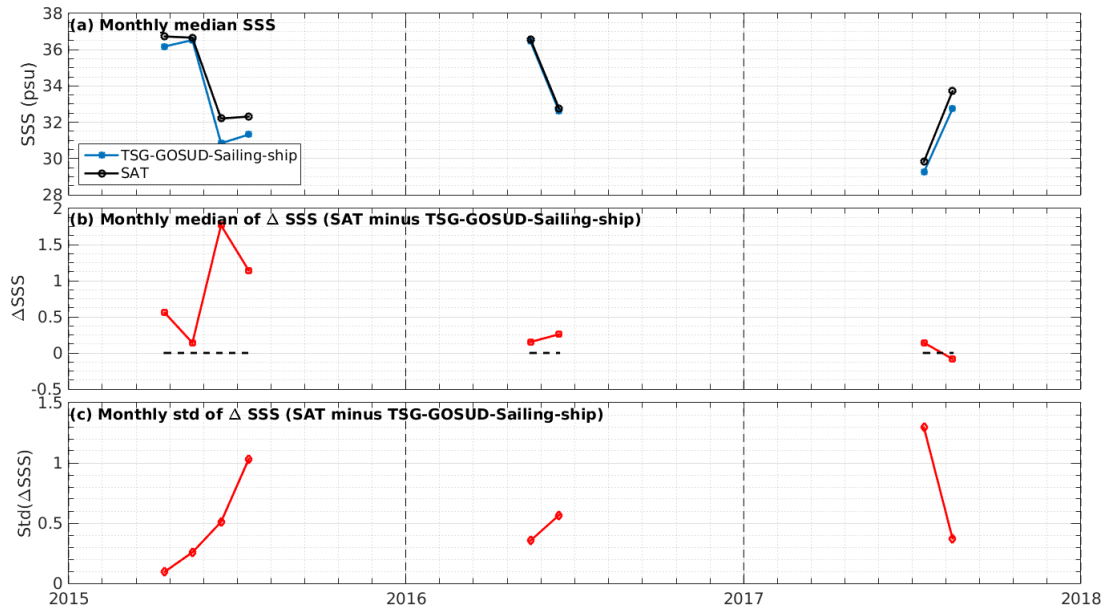 (a) Monthly median SSS
38
36
34
32
30
28
SSS (psu)
TSG-GOSUD-Sailing-ship
SAT
(b) Monthly median of Δ SSS (SAT minus TSG-GOSUD-Sailing-ship)
2
1.5
1
0.5
0
-0.5
ΔSSS
(c) Monthly std of Δ SSS (SAT minus TSG-GOSUD-Sailing-ship)
1.5
1
0.5
0
Std(ΔSSS)
2015 2016 2017 2018